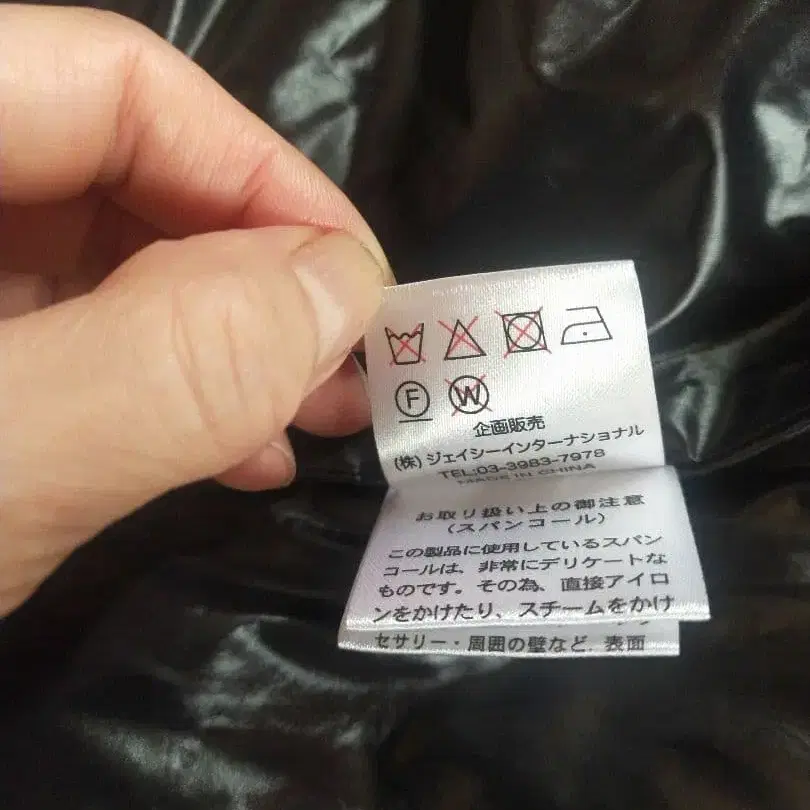 F W
企画販売
(株)ジェイシーインターナショナル
TEL:03-3983-7978
MADE IN CHINA
お取り扱い上の御注意
(スパンコール)
この製品に使用しているスパン
コールは、非常にデリケートな
ものです。その為、直接アイロ
ンをかけたり、スチームをかけ
セサリー・周囲の壁など、表面